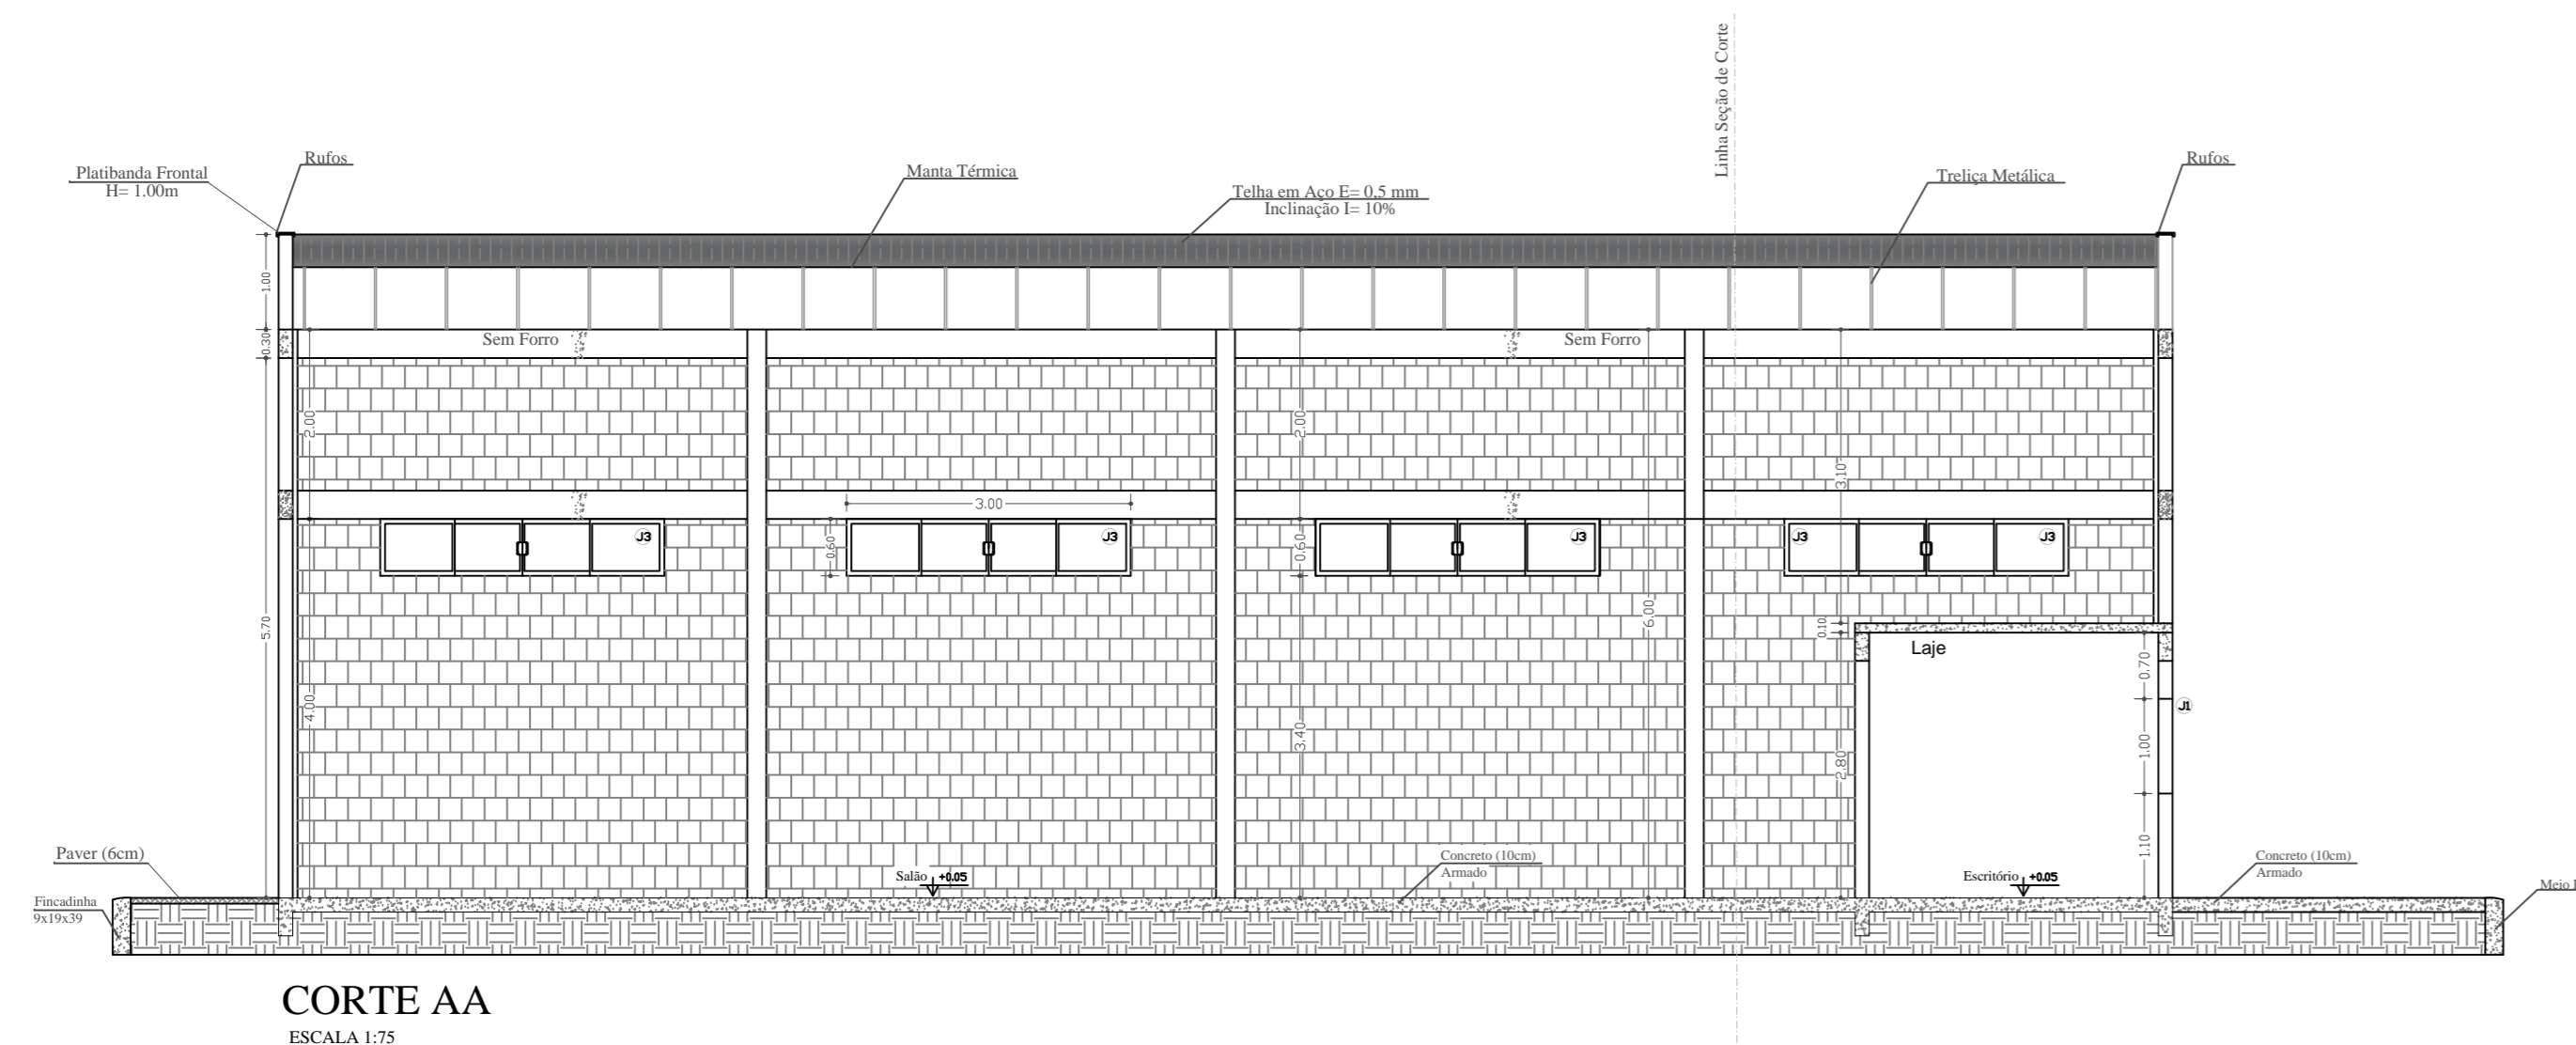 Linha Seção de Corte
Rufos
Platibanda Frontal
H= 1.00m
Manta Térmica
Telha em Aço E= 0,5 mm
Inclinação I= 10%
Treliça Metálica
Rufos
1.00
0.30
Sem Forro
Sem Forro
2.00
2.00
3.10
3.00
0.60
0.60
J3
J3
J3
J3
J3
5.70
6.00
0.10
Laje
0.70
J1
4.00
3.40
2.80
1.00
1.10
Paver (6cm)
Fincadinha
9x19x39
Salão
+0.05
Concreto (10cm)
Armado
Escritório
+0.05
Concreto (10cm)
Armado
Meio
CORTE AA
ESCALA 1:75